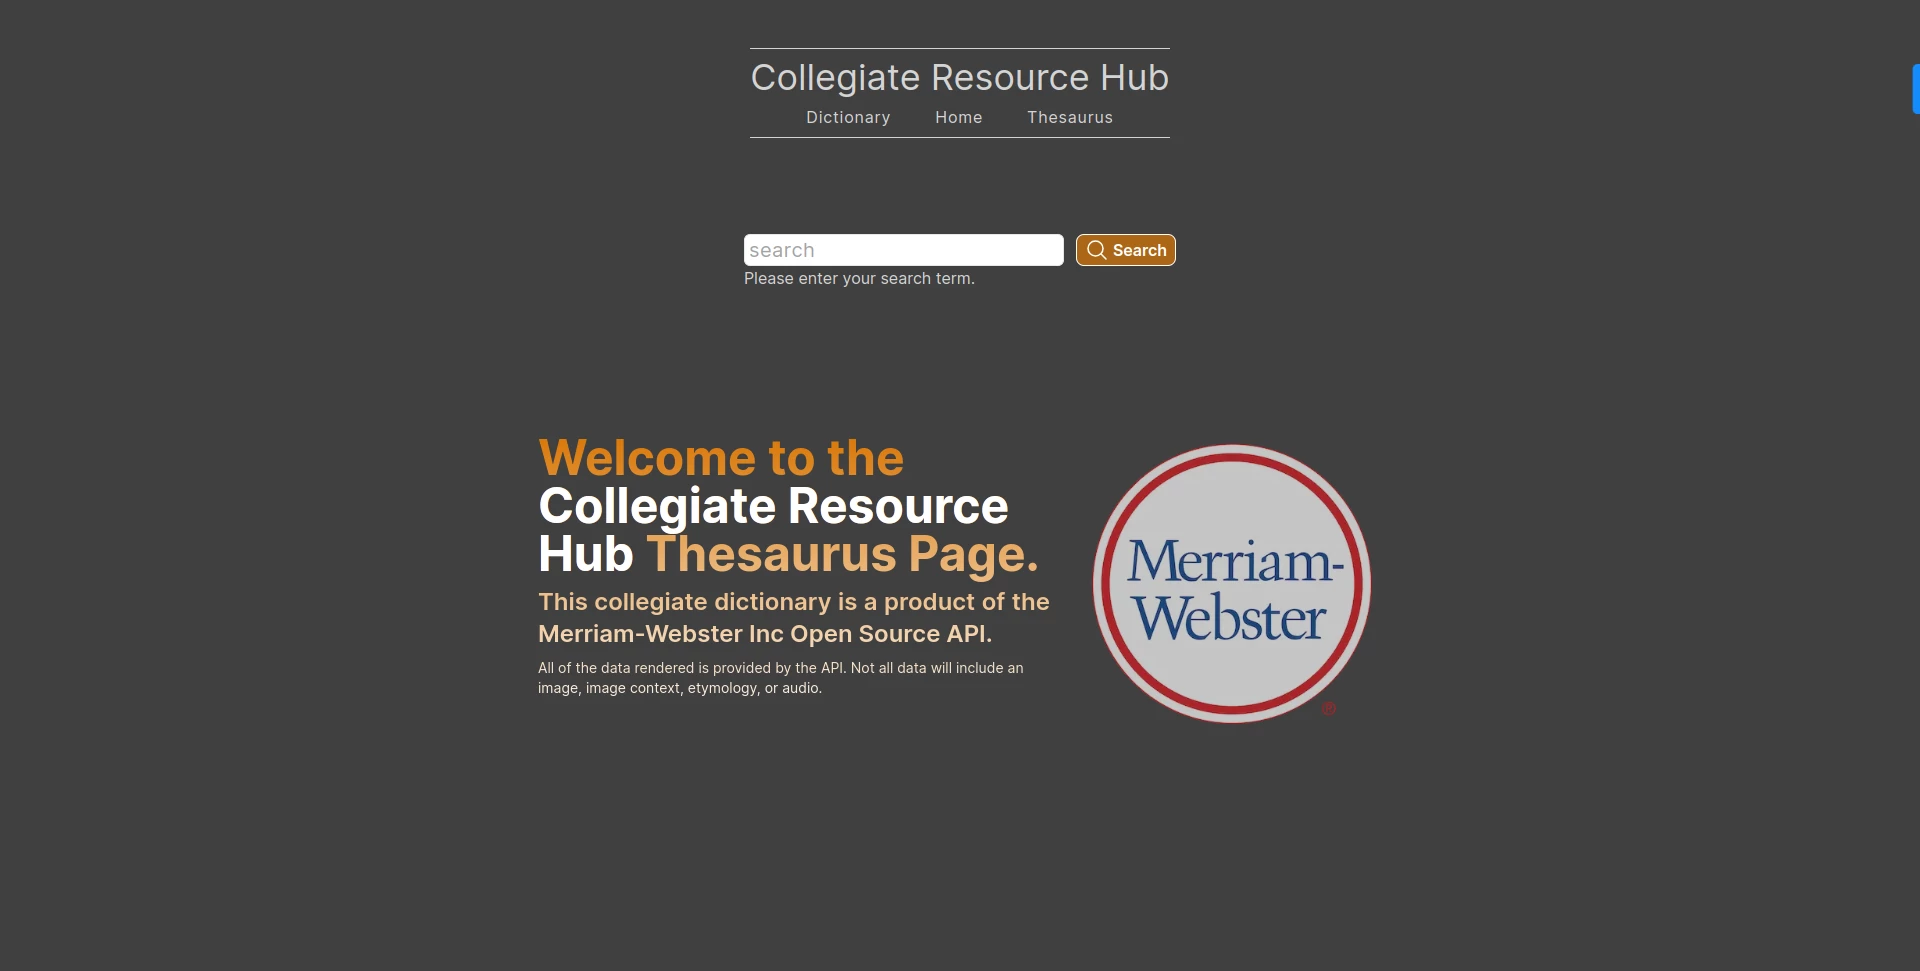 Collegiate Resource Hub
Dictionary Home Thesaurus
search
Search
Please enter your search term.
Welcome to the
Collegiate Resource
Hub Thesaurus Page.
This collegiate dictionary is a product of the
Merriam-Webster Inc Open Source API.
All of the data rendered is provided by the API. Not all data will include an
image, image context, etymology, or audio.
Merriam-
Webster
®